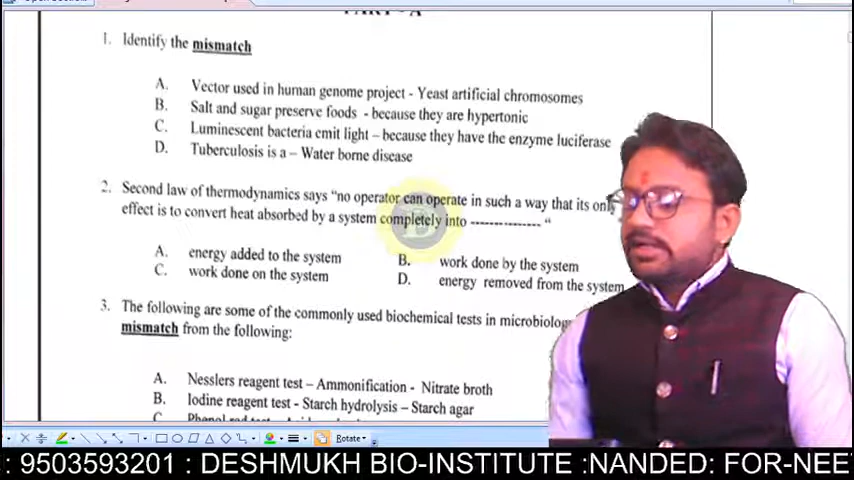 PART - A
1. Identify the mismatch
A. Vector used in human genome project - Yeast artificial chromosomes
B. Salt and sugar preserve foods - because they are hypertonic
C. Luminescent bacteria emit light – because they have the enzyme luciferase
D. Tuberculosis is a – Water borne disease
2. Second law of thermodynamics says "no operator can operate in such a way that its only
effect is to convert heat absorbed by a system completely into -------------- "
A. energy added to the system B. work done by the system
C. work done on the system D. energy removed from the system
3. The following are some of the commonly used biochemical tests in
mismatch from the following:
A. Nesslers reagent test – Ammonification - Nitrate broth
B. Iodine reagent test - Starch hydrolysis – Starch agar
C. Phenol red test
Rotate
: 9503593201 : DESHMUKH BIO-INSTITUTE :NANDED: FOR-NEE